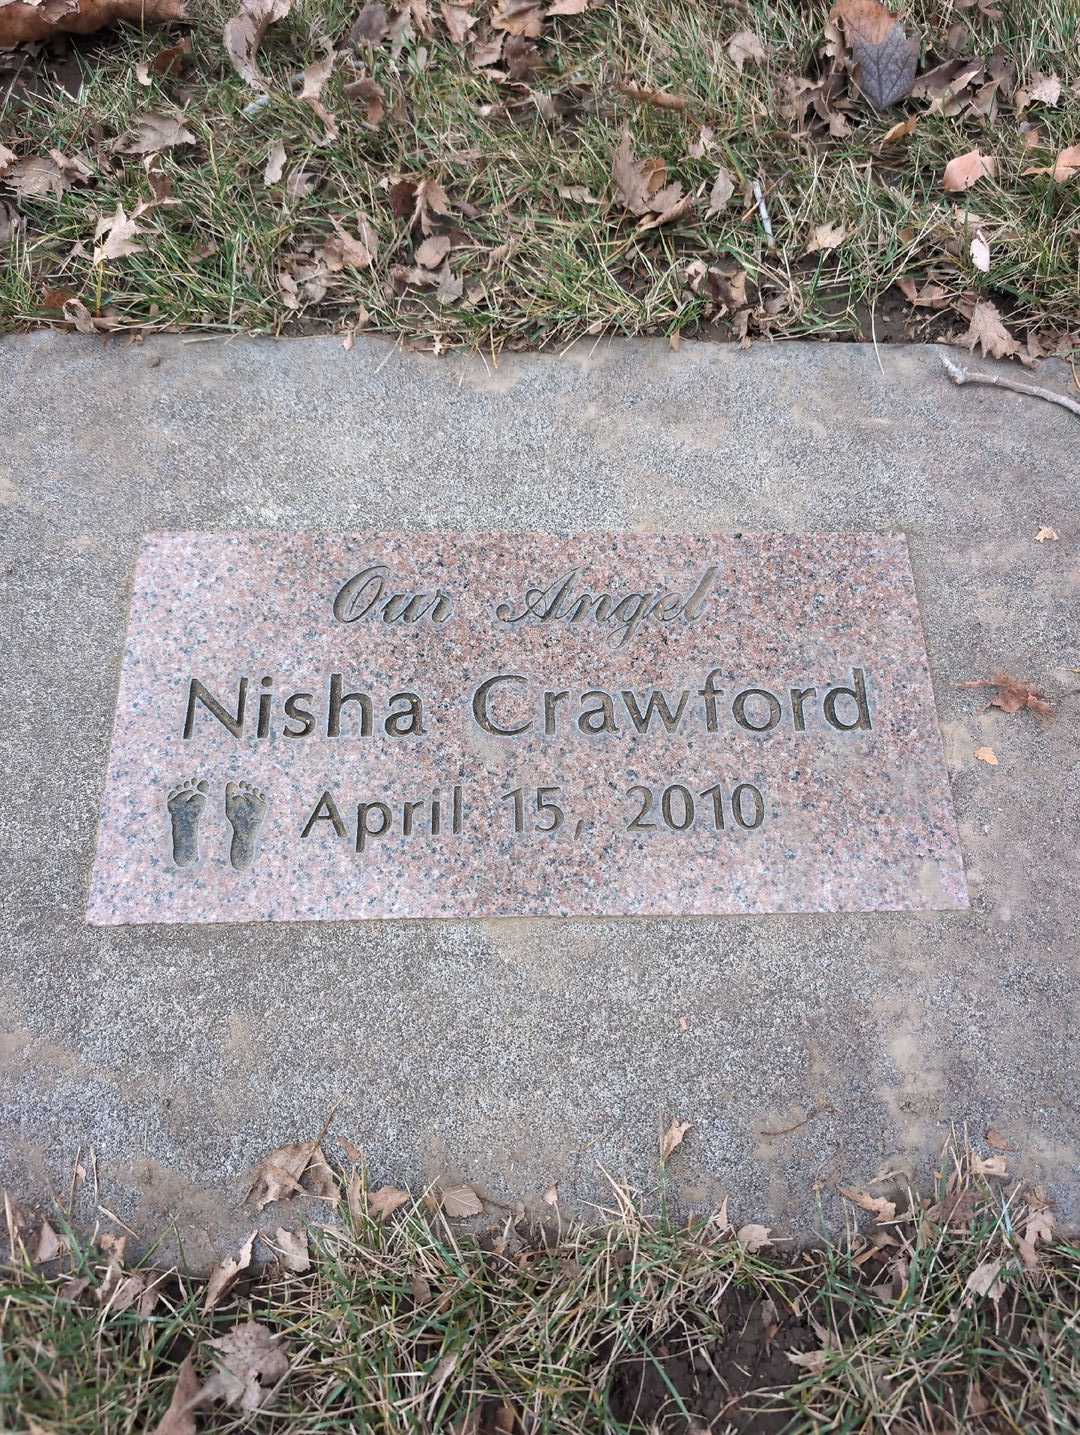 Our Angel
Nisha Crawford
April 15, 2010